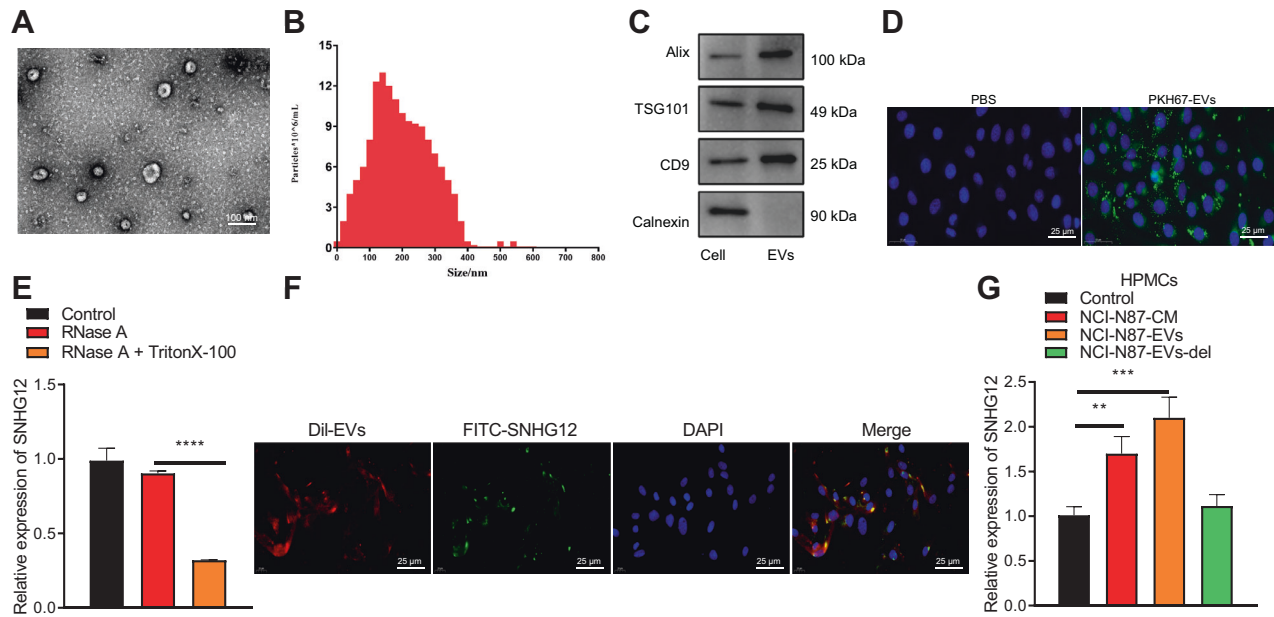 A
100 nm
B
Particles*10^6/mL
15
12
9
6
3
0
0 100 200 300 400 500 600 700 800
Size/nm
C
Alix 100 kDa
TSG101 49 kDa
CD9 25 kDa
Calnexin 90 kDa
Cell EVs
D
PBS PKH67-EVs
25 µm 25 µm
E
Control
RNase A
RNase A + TritonX-100
Relative expression of SNHG12
1.5
1.0
0.5
0.0
****
F
Dil-EVs FITC-SNHG12 DAPI Merge
25 µm 25 µm 25 µm 25 µm
G
HPMCs
Control
NCI-N87-CM
NCI-N87-EVs
NCI-N87-EVs-del
Relative expression of SNHG12
2.5
2.0
1.5
1.0
0.5
0.0
***
**